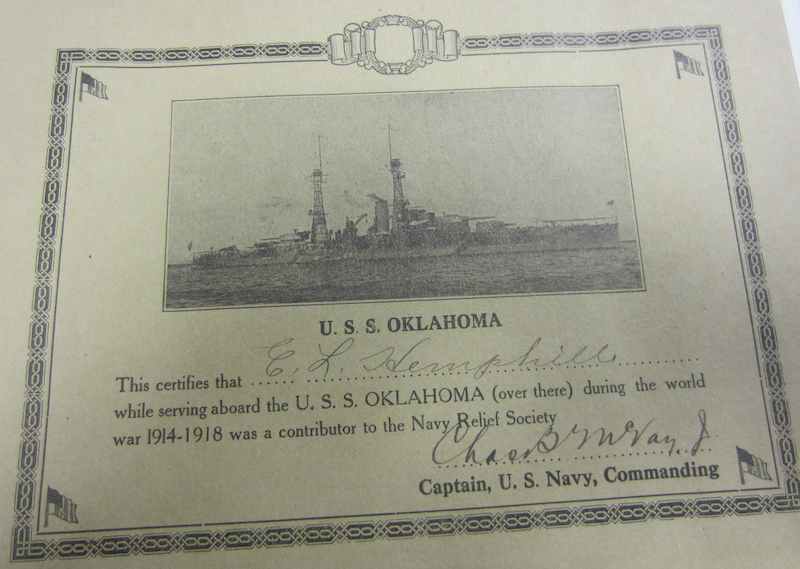 U. S. S. OKLAHOMA
This certifies that C. L. Hemphill
while serving aboard the U. S. S. OKLAHOMA (over there) during the world
war 1914-1918 was a contributor to the Navy Relief Society
Chas B McVay, Jr
Captain, U. S. Navy, Commanding